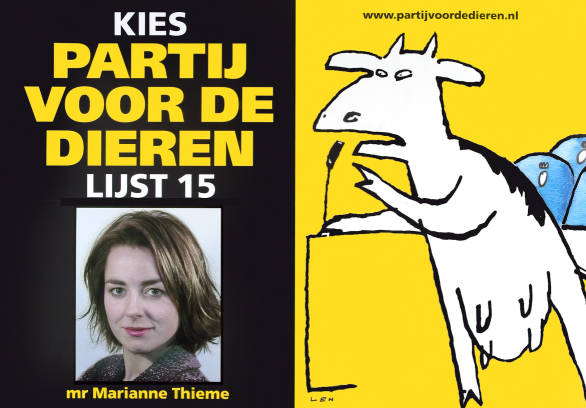 KIES
PARTIJ
VOOR DE
DIEREN
LIJST 15
mr Marianne Thieme
www.partijvoordedieren.nl
LEN